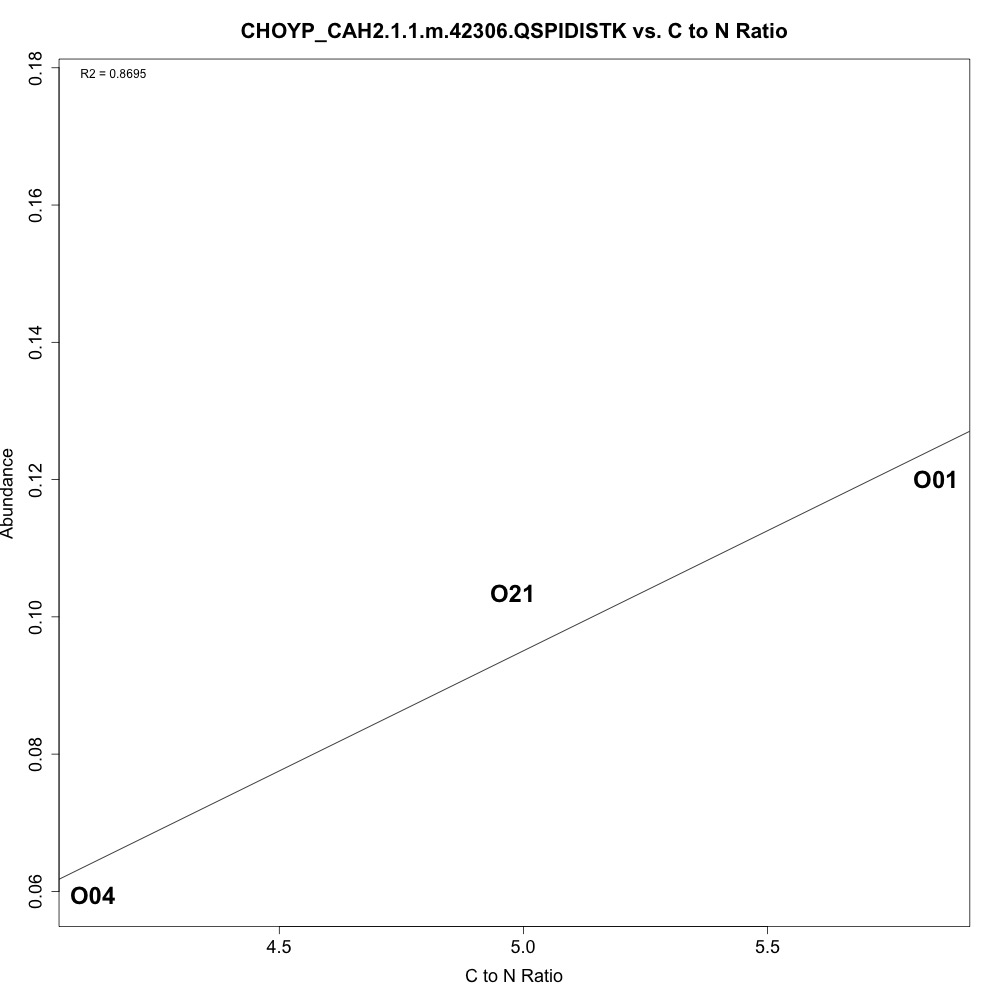 CHOYP_CAH2.1.1.m.42306.QSPIDISTK vs. C to N Ratio
R2 = 0.8695
0.18
0.16
0.14
0.12
0.10
0.08
0.06
Abundance
O01
O21
O04
4.5 5.0 5.5
C to N Ratio